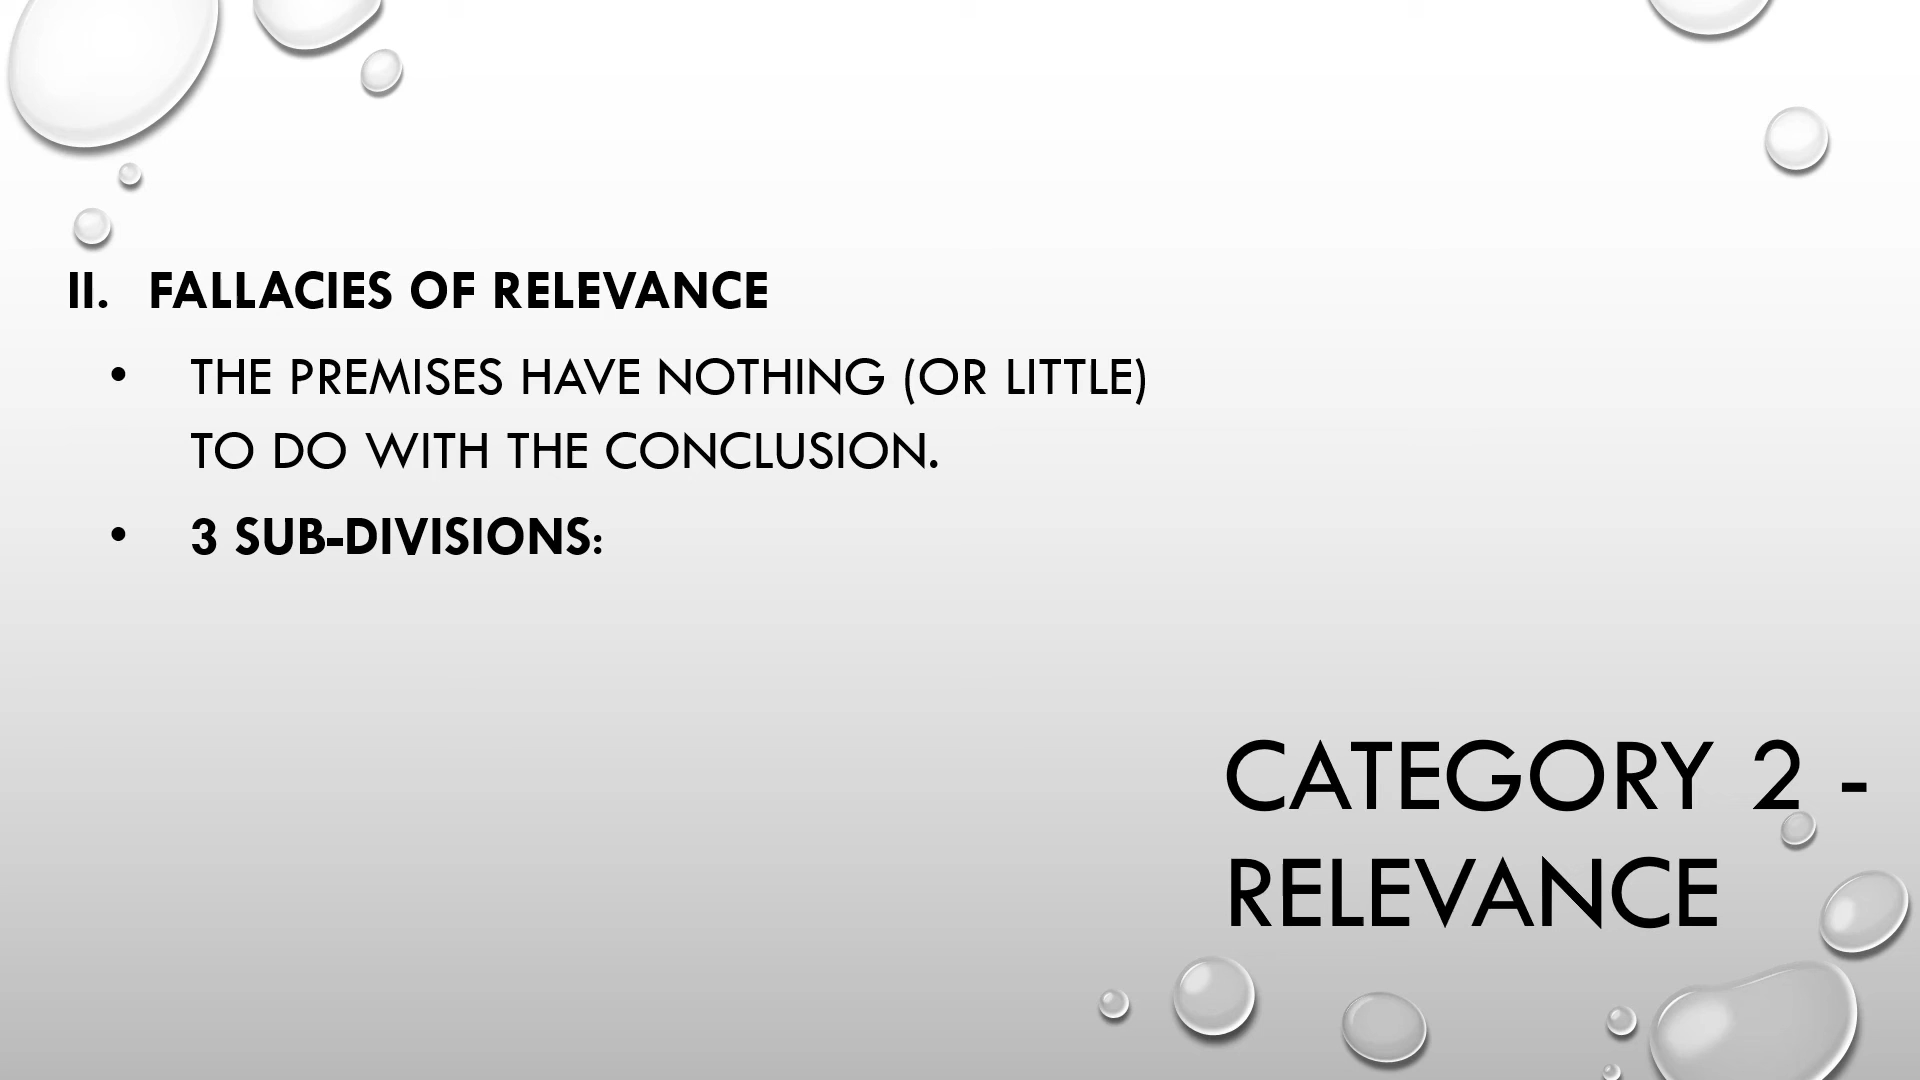 II. FALLACIES OF RELEVANCE
• THE PREMISES HAVE NOTHING (OR LITTLE)
TO DO WITH THE CONCLUSION.
• 3 SUB-DIVISIONS:
CATEGORY 2 -
RELEVANCE